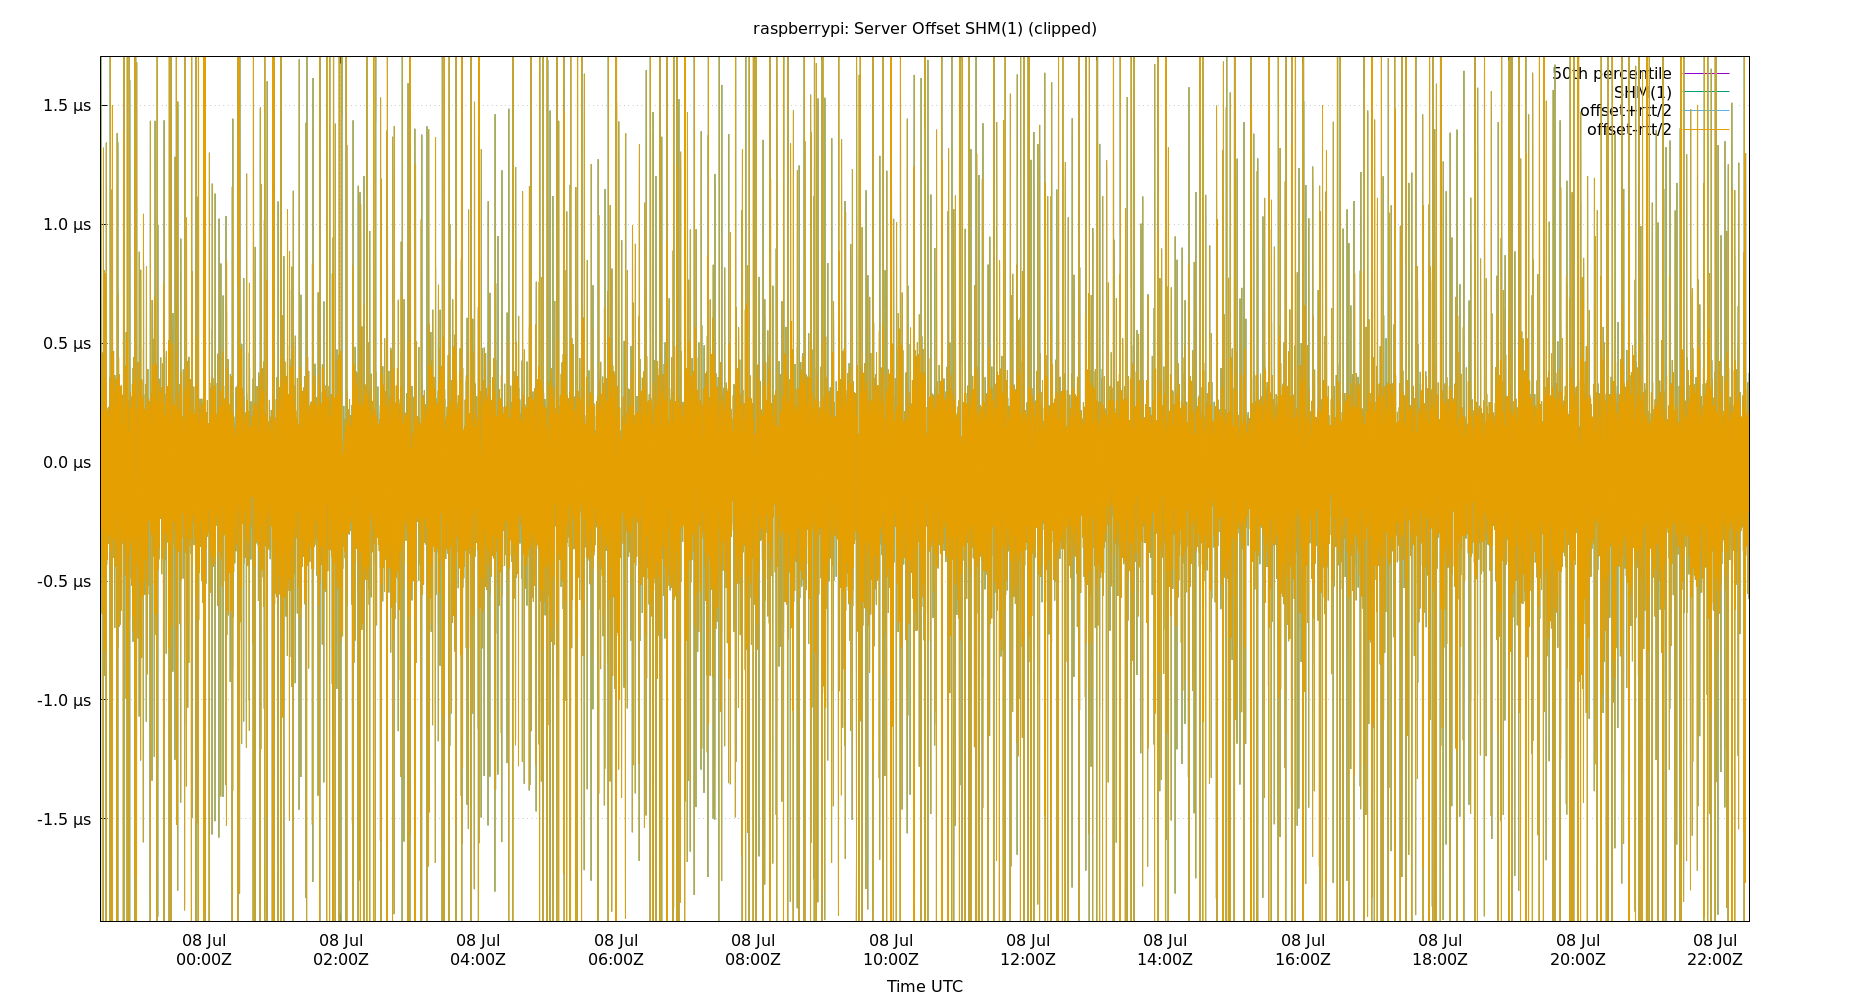 raspberrypi: Server Offset SHM(1) (clipped)
50th percentile
SHM(1)
offset+rtt/2
offset-rtt/2
1.5 µs
1.0 µs
0.5 µs
0.0 µs
-0.5 µs
-1.0 µs
-1.5 µs
08 Jul 08 Jul 08 Jul 08 Jul 08 Jul 08 Jul 08 Jul 08 Jul 08 Jul 08 Jul 08 Jul 08 Jul
00:00Z 02:00Z 04:00Z 06:00Z 08:00Z 10:00Z 12:00Z 14:00Z 16:00Z 18:00Z 20:00Z 22:00Z
Time UTC